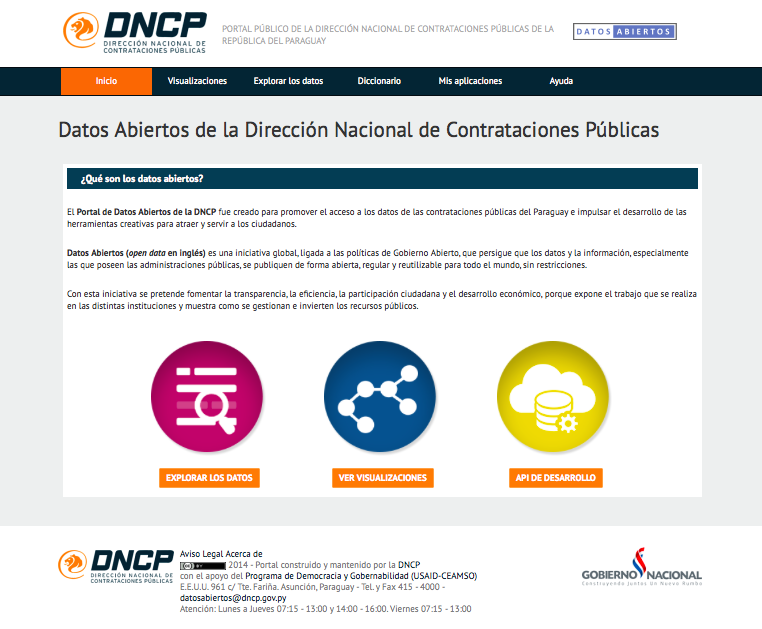 DNCP
DIRECCIÓN NACIONAL DE
CONTRATACIONES PÚBLICAS
PORTAL PÚBLICO DE LA DIRECCIÓN NACIONAL DE CONTRATACIONES PÚBLICAS DE LA
REPÚBLICA DEL PARAGUAY
DATOS ABIERTOS
Inicio Visualizaciones Explorar los datos Diccionario Mis aplicaciones Ayuda
Datos Abiertos de la Dirección Nacional de Contrataciones Públicas
¿Qué son los datos abiertos?
El Portal de Datos Abiertos de la DNCP fue creado para promover el acceso a los datos de las contrataciones públicas del Paraguay e impulsar el desarrollo de las
herramientas creativas para atraer y servir a los ciudadanos.
Datos Abiertos (open data en inglés) es una iniciativa global, ligada a las políticas de Gobierno Abierto, que persigue que los datos y la información, especialmente
las que poseen las administraciones públicas, se publiquen de forma abierta, regular y reutilizable para todo el mundo, sin restricciones.
Con esta iniciativa se pretende fomentar la transparencia, la eficiencia, la participación ciudadana y el desarrollo económico, porque expone el trabajo que se realiza
en las distintas instituciones y muestra como se gestionan e invierten los recursos públicos.
EXPLORAR LOS DATOS VER VISUALIZACIONES API DE DESARROLLO
DNCP
DIRECCIÓN NACIONAL DE
CONTRATACIONES PÚBLICAS
Aviso Legal Acerca de
2014 - Portal construido y mantenido por la DNCP
con el apoyo del Programa de Democracia y Gobernabilidad (USAID-CEAMSO)
E.E.U.U. 961 c/ Tte. Fariña. Asunción, Paraguay - Tel. y Fax 415 - 4000 -
datosabiertos@dncp.gov.py
Atención: Lunes a Jueves 07:15 - 13:00 y 14:00 - 16:00. Viernes 07:15 - 13:00
GOBIERNO NACIONAL
Construyendo Juntos Un Nuevo Rumbo